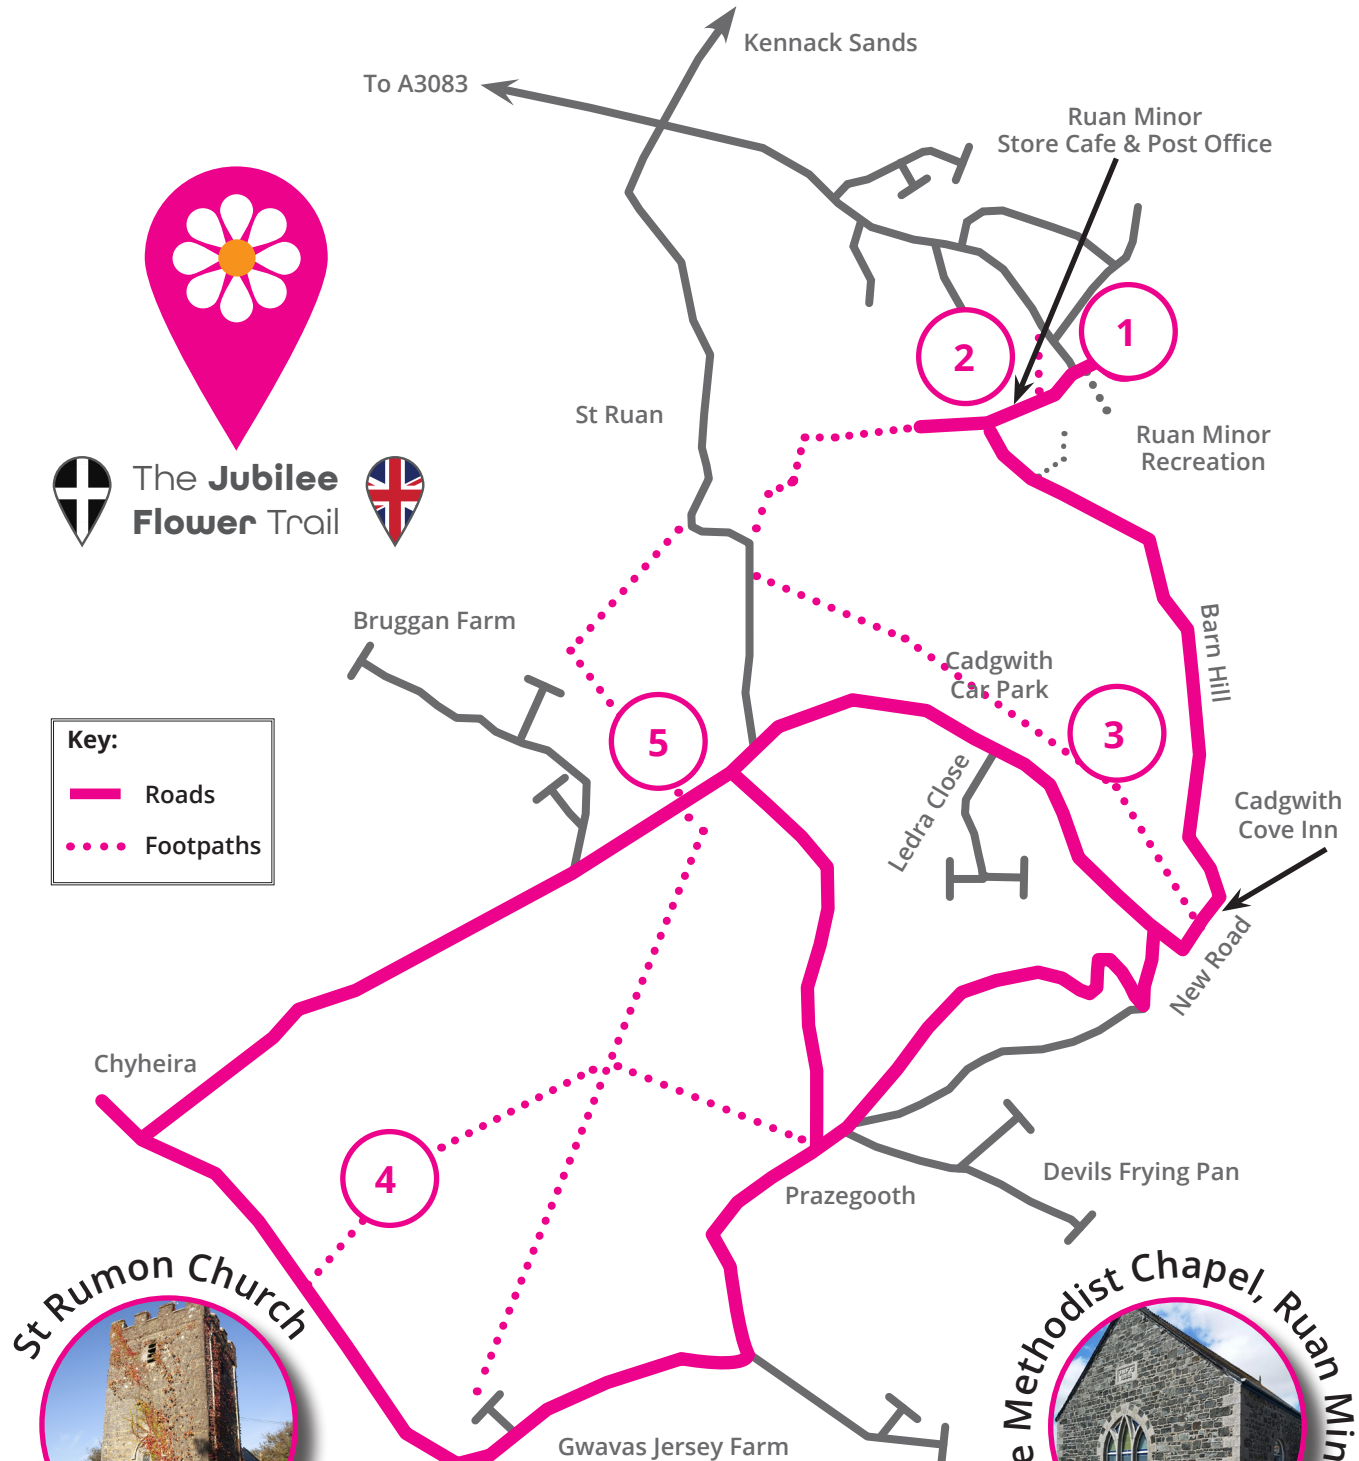 Kennack Sands
To A3083
Ruan Minor
Store Cafe & Post Office
1
2
St Ruan
Ruan Minor
Recreation
The Jubilee
Flower Trail
Bruggan Farm
Barn Hill
Cadgwith
Car Park
3
5
Key:
Roads
Footpaths
Ledra Close
Cadgwith
Cove Inn
New Road
Chyheira
4
Devils Frying Pan
Prazegooth
St Rumon Church
Methodist Chapel, Ruan Min
Gwavas Jersey Farm